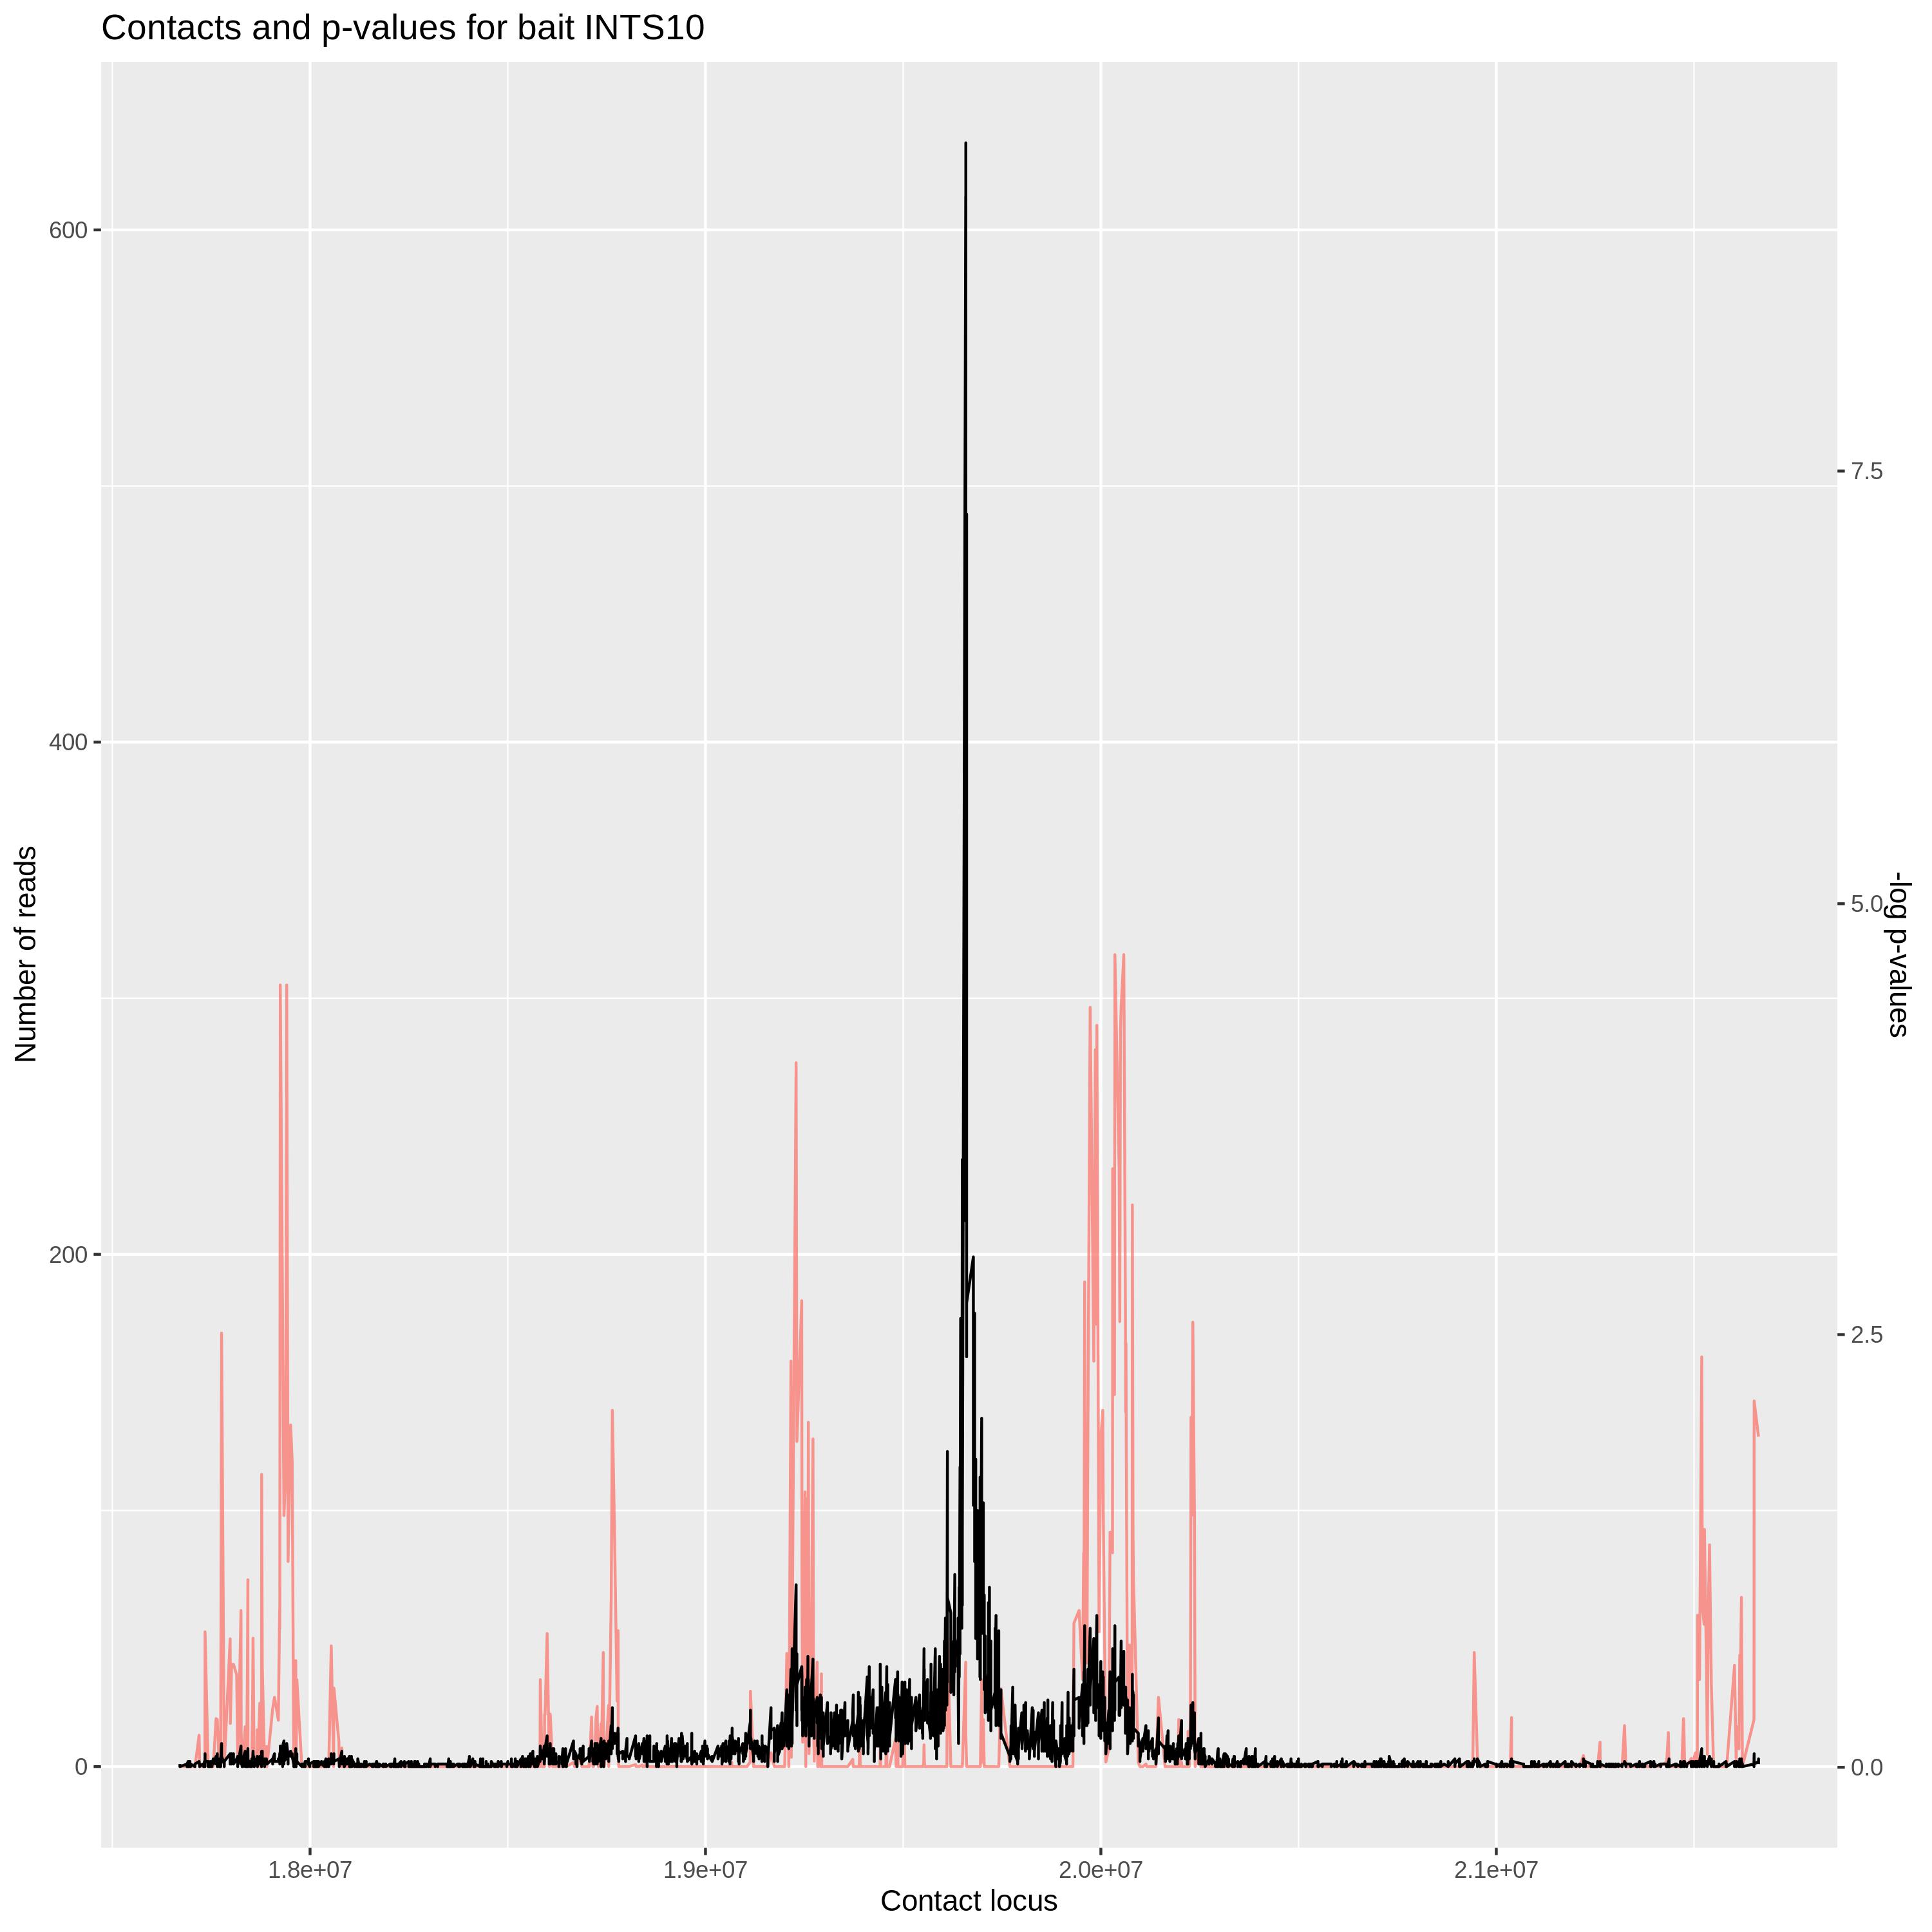 Contacts and p-values for bait INTS10
600
400
200
0
7.5
5.0
2.5
0.0
Number of reads
-log p-values
1.8e+07
1.9e+07
2.0e+07
2.1e+07
Contact locus